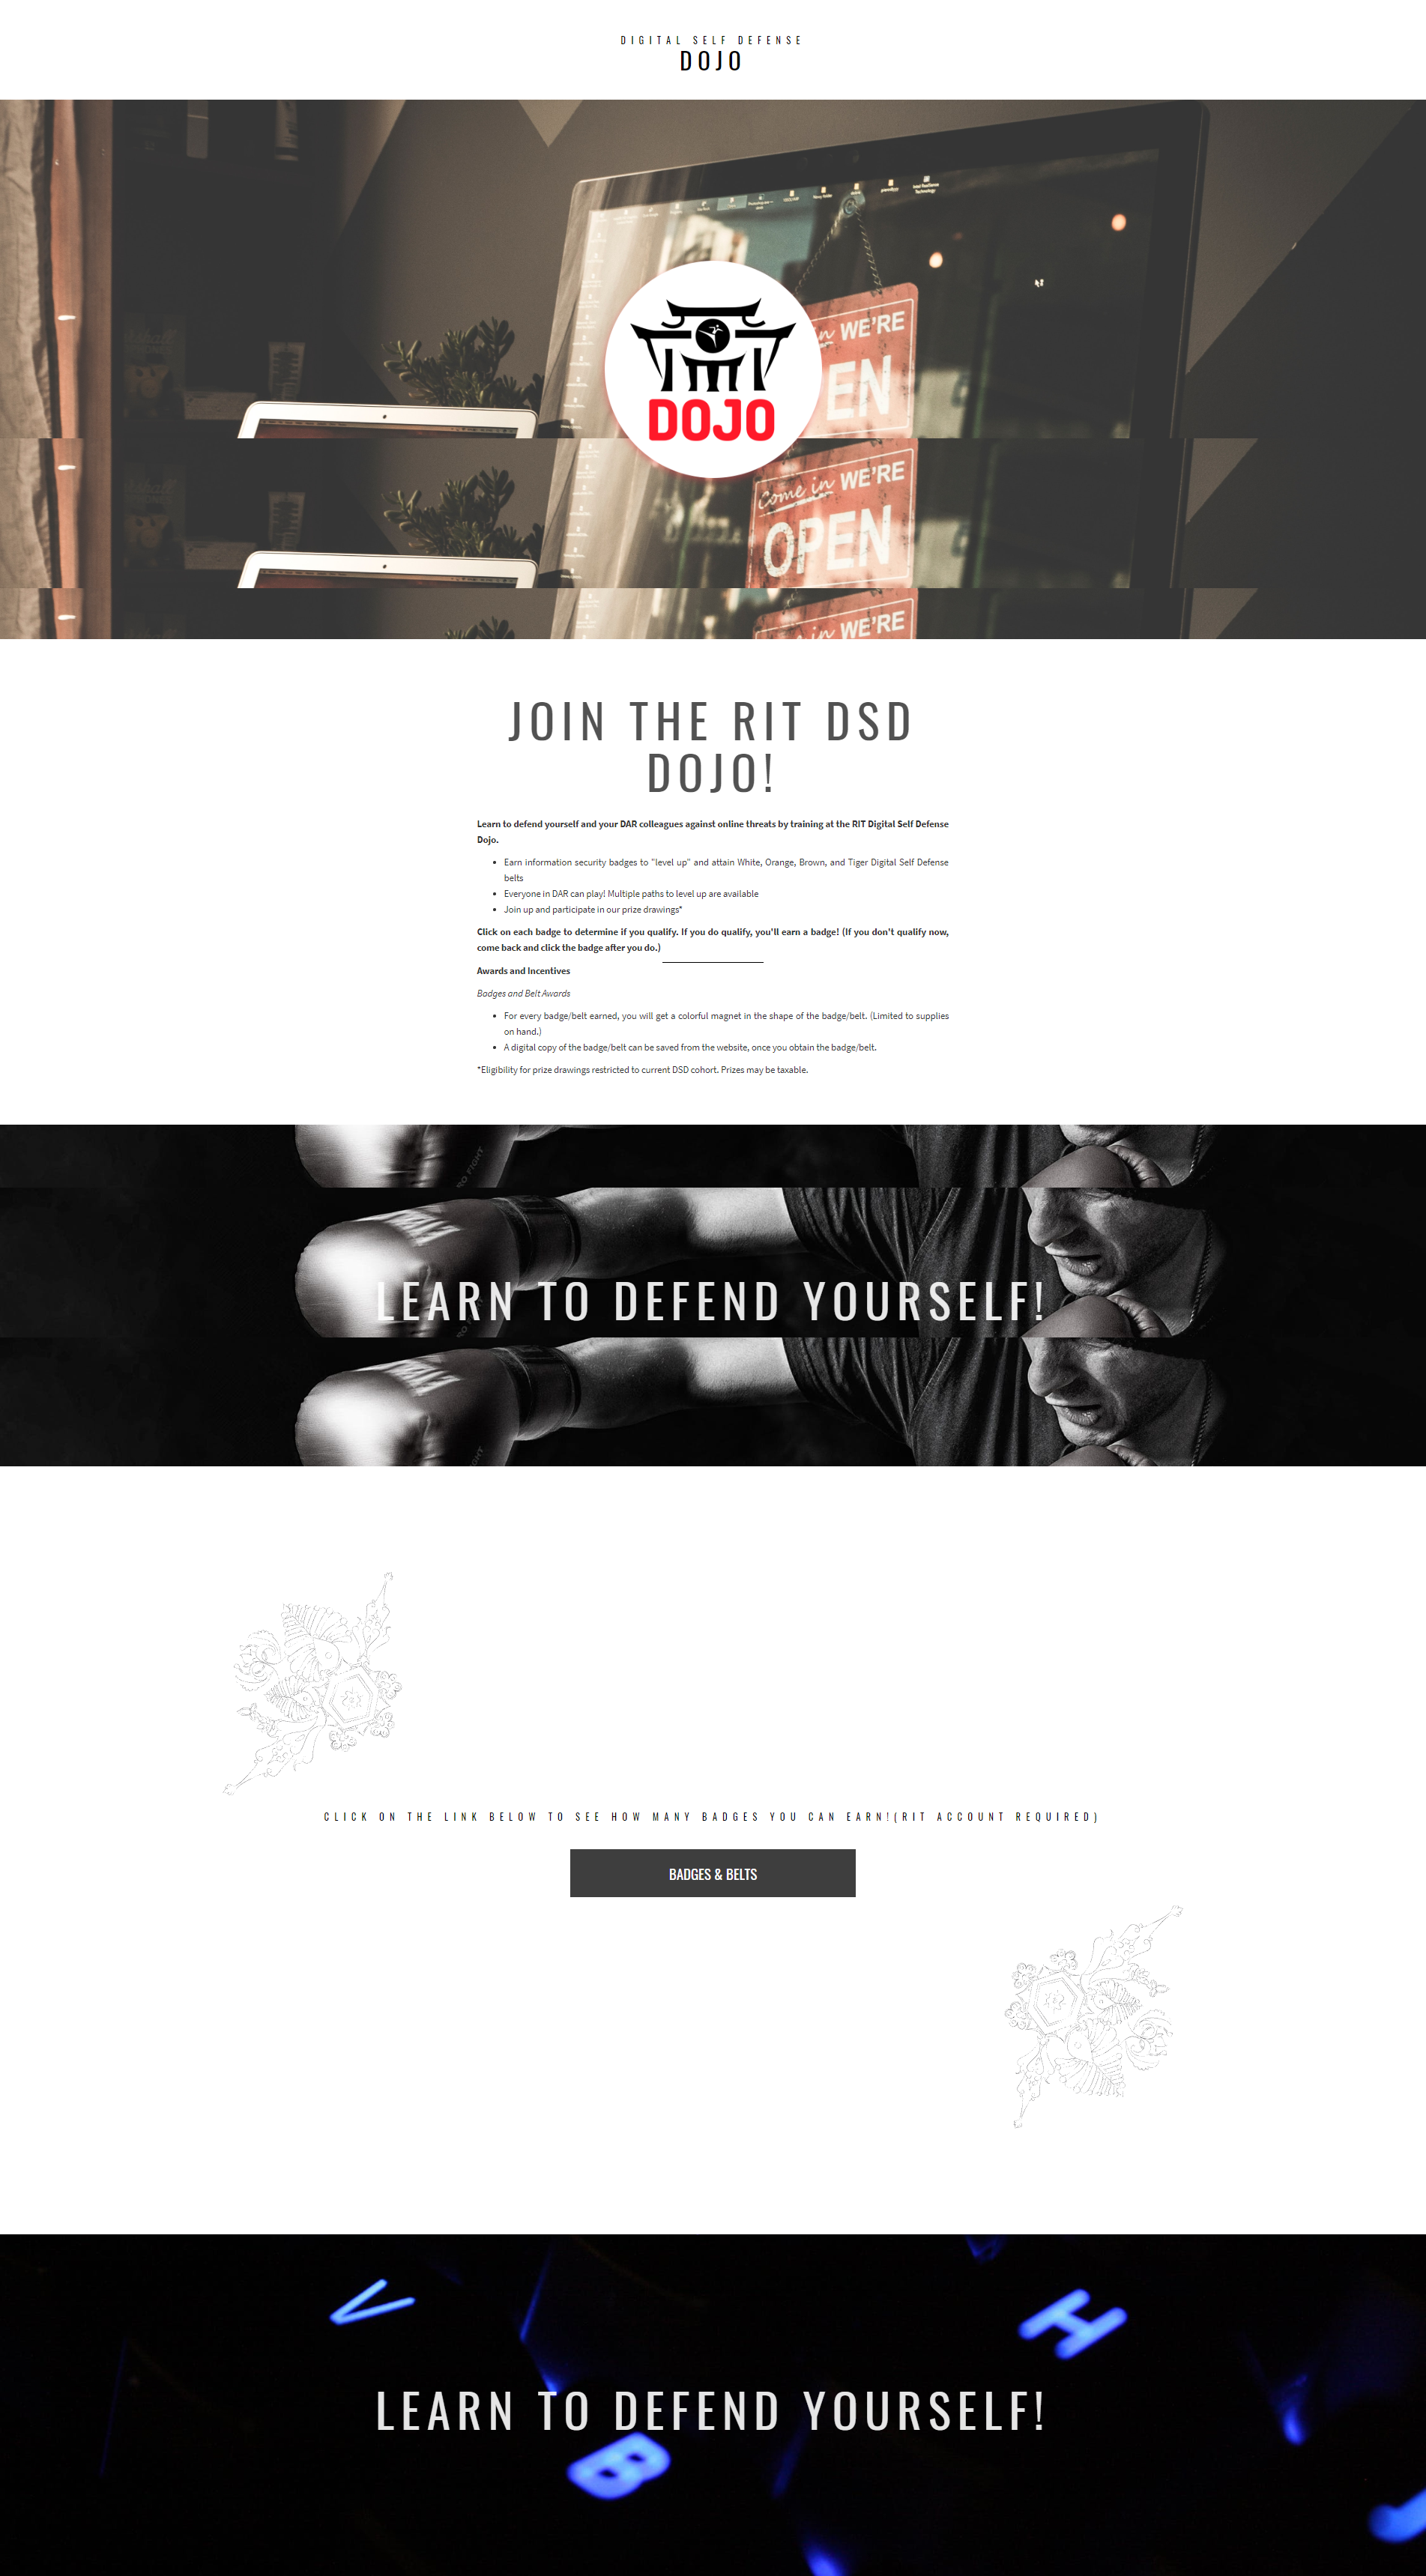 DIGITAL SELF DEFENSE
DOJO
in WE'RE
EN
DOJO
Come in WE'RE
OPEN
in WE'RE
JOIN THE RIT DSD
DOJO!
Learn to defend yourself and your DAR colleagues against online threats by training at the RIT Digital Self Defense
Dojo.
• Earn information security badges to "level up" and attain White, Orange, Brown, and Tiger Digital Self Defense
belts
• Everyone in DAR can play! Multiple paths to level up are available
• Join up and participate in our prize drawings*
Click on each badge to determine if you qualify. If you do qualify, you'll earn a badge! (If you don't qualify now,
come back and click the badge after you do.)
Awards and Incentives
Badges and Belt Awards
• For every badge/belt earned, you will get a colorful magnet in the shape of the badge/belt. (Limited to supplies
on hand.)
• A digital copy of the badge/belt can be saved from the website, once you obtain the badge/belt.
*Eligibility for prize drawings restricted to current DSD cohort. Prizes may be taxable.
RO FIGHT
LEARN TO DEFEND YOURSELF!
CLICK ON THE LINK BELOW TO SEE HOW MANY BADGES YOU CAN EARN!(RIT ACCOUNT REQUIRED)
BADGES & BELTS
V
H
LEARN TO DEFEND YOURSELF!
B
J